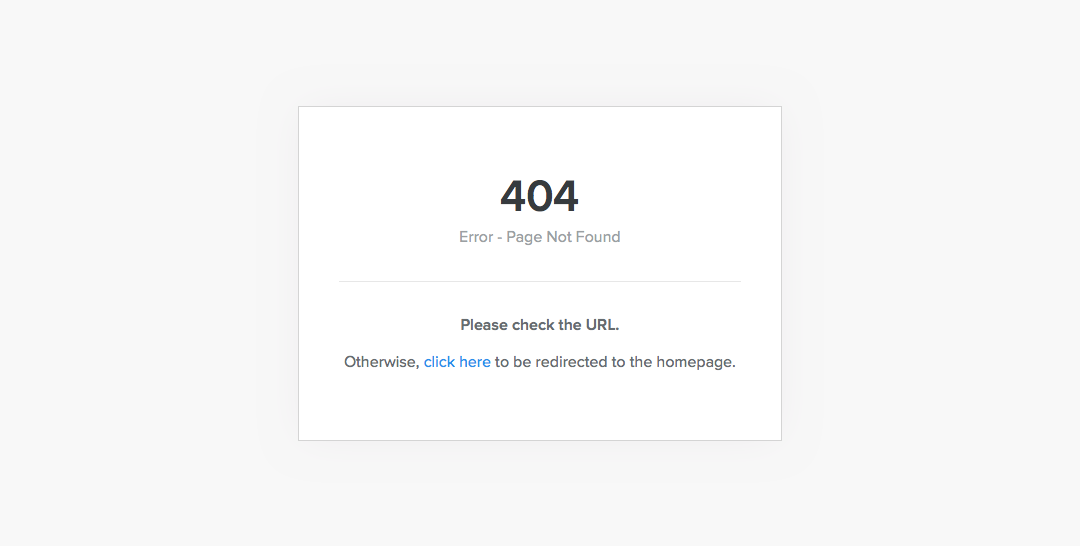 404
Error - Page Not Found
Please check the URL.
Otherwise, click here to be redirected to the homepage.